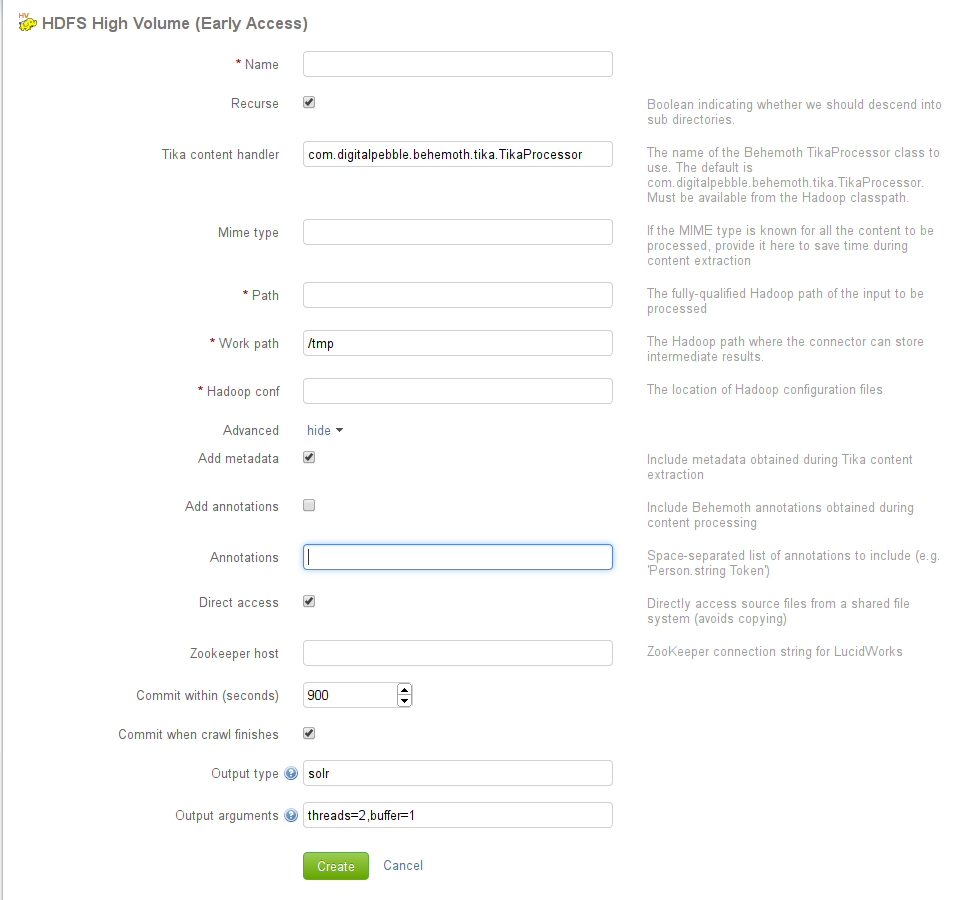 HV
HDFS High Volume (Early Access)
* Name
Recurse
Boolean indicating whether we should descend into
sub directories.
Tika content handler
com.digitalpebble.behemoth.tika.TikaProcessor
The name of the Behemoth TikaProcessor class to
use. The default is
com.digitalpebble.behemoth.tika.TikaProcessor.
Must be available from the Hadoop classpath.
Mime type
If the MIME type is known for all the content to be
processed, provide it here to save time during
content extraction
* Path
The fully-qualified Hadoop path of the input to be
processed
* Work path
/tmp
The Hadoop path where the connector can store
intermediate results.
* Hadoop conf
The location of Hadoop configuration files
Advanced
hide
Add metadata
Include metadata obtained during Tika content
extraction
Add annotations
Include Behemoth annotations obtained during
content processing
Annotations
Space-separated list of annotations to include (e.g.
'Person.string Token')
Direct access
Directly access source files from a shared file
system (avoids copying)
Zookeeper host
ZooKeeper connection string for LucidWorks
Commit within (seconds)
900
Commit when crawl finishes
Output type ?
solr
Output arguments ?
threads=2,buffer=1
Create
Cancel